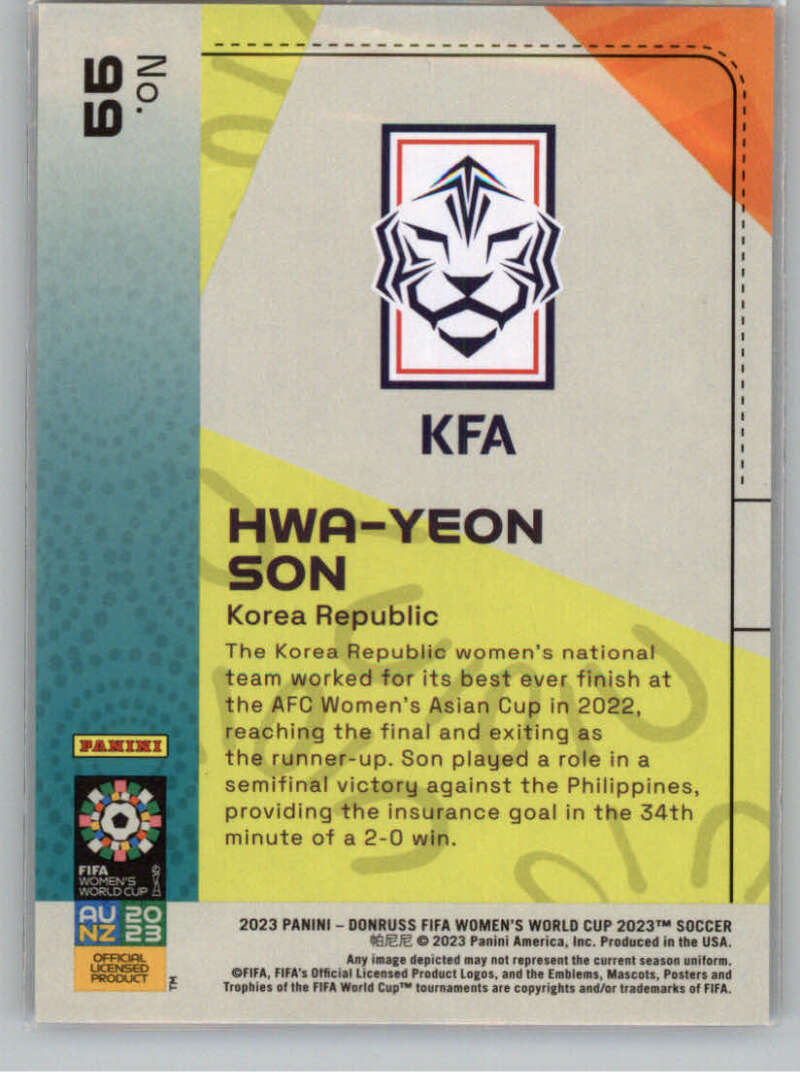 No.
99
KFA
HWA-YEON
SON
Korea Republic
The Korea Republic women's national
team worked for its best ever finish at
the AFC Women's Asian Cup in 2022,
reaching the final and exiting as
the runner-up. Son played a role in a
semifinal victory against the Philippines,
providing the insurance goal in the 34th
minute of a 2-0 win.
PANINI
FIFA
WOMEN'S
WORLD CUP
AU 20
NZ 23
OFFICIAL
LICENSED
PRODUCT
TM
2023 PANINI – DONRUSS FIFA WOMEN'S WORLD CUP 2023™ SOCCER
帕尼尼 © 2023 Panini America, Inc. Produced in the USA.
Any image depicted may not represent the current season uniform.
©FIFA, FIFA's Official Licensed Product Logos, and the Emblems, Mascots, Posters and
Trophies of the FIFA World Cup™ tournaments are copyrights and/or trademarks of FIFA.